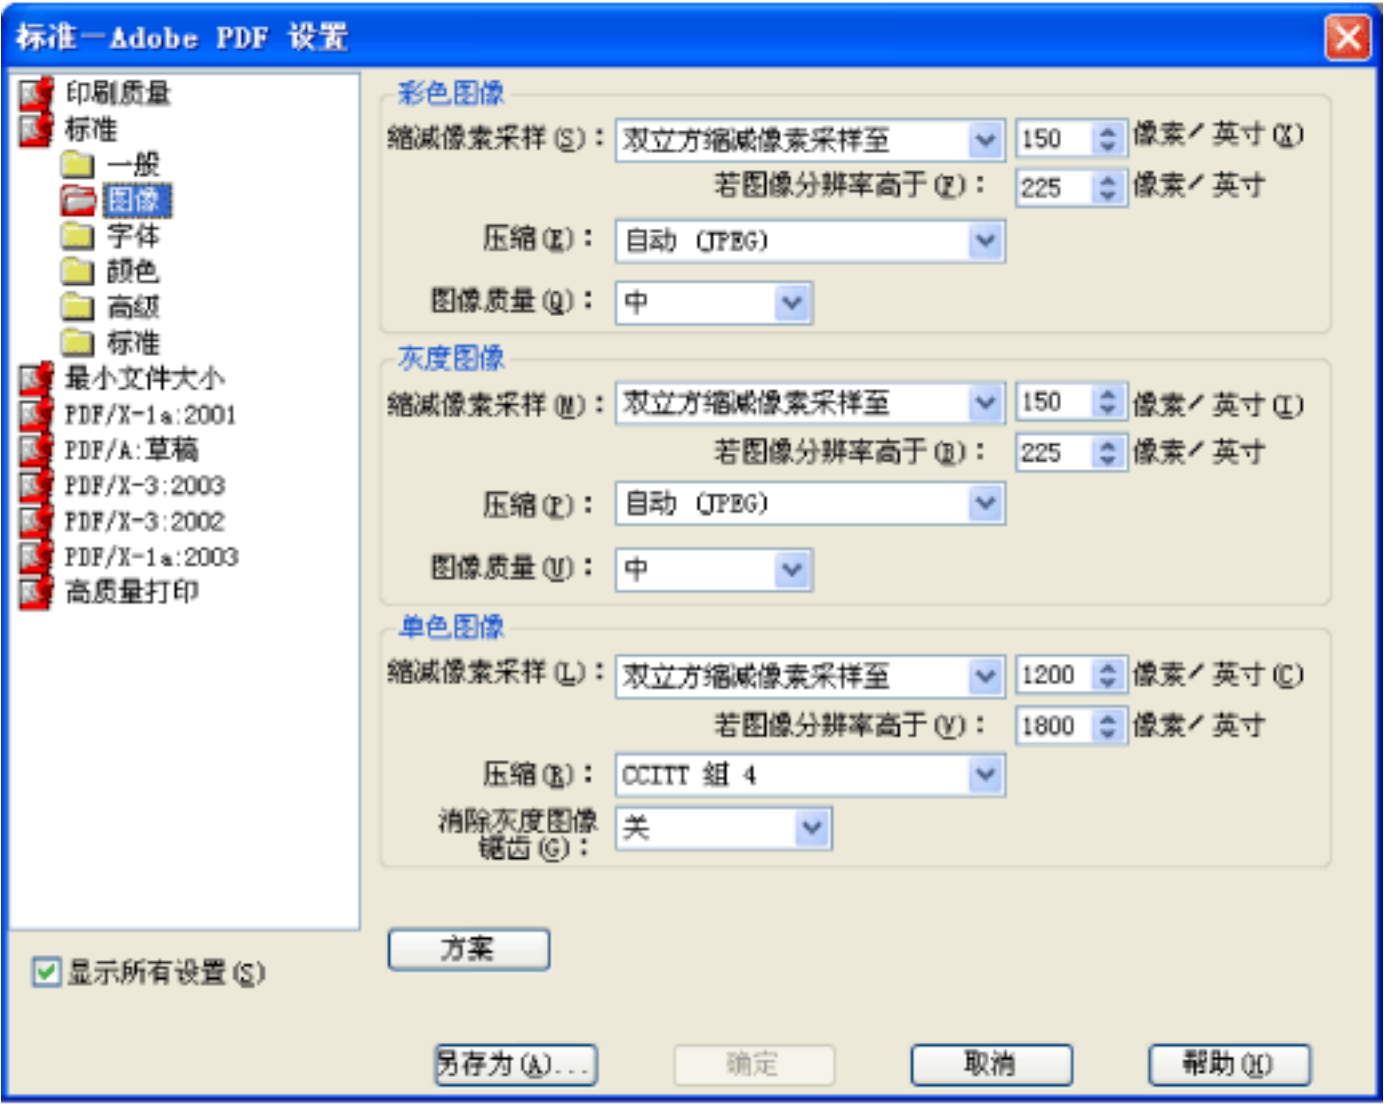 标准－Adobe PDF 设置
印刷质量
标准
一般
图像
字体
颜色
高级
标准
最小文件大小
PDF/X-1a:2001
PDF/A:草稿
PDF/X-3:2003
PDF/X-3:2002
PDF/X-1a:2003
高质量打印
显示所有设置(S)
彩色图像
缩减像素采样(S)： 双立方缩减像素采样至 150 像素/英寸(X)
若图像分辨率高于(F)： 225 像素/英寸
压缩(E)： 自动 (JPEG)
图像质量(Q)： 中
灰度图像
缩减像素采样(M)： 双立方缩减像素采样至 150 像素/英寸(I)
若图像分辨率高于(B)： 225 像素/英寸
压缩(P)： 自动 (JPEG)
图像质量(U)： 中
单色图像
缩减像素采样(L)： 双立方缩减像素采样至 1200 像素/英寸(C)
若图像分辨率高于(V)： 1800 像素/英寸
压缩(R)： CCITT 组 4
消除灰度图像
锯齿(G)： 关
方案
另存为(A)... 确定 取消 帮助(H)